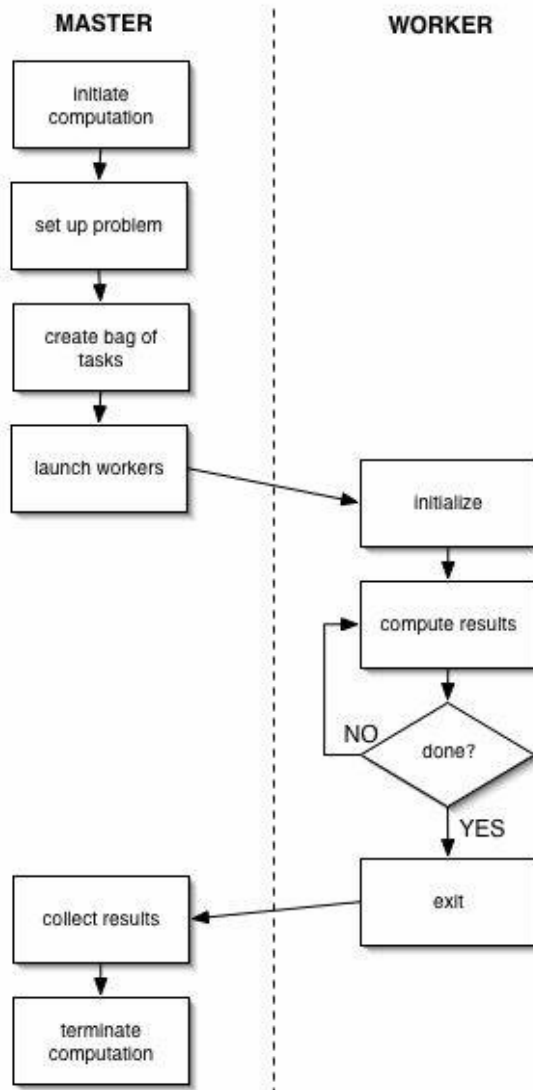 MASTER
WORKER
initiate
computation
set up problem
create bag of
tasks
launch workers
initialize
compute results
NO
done?
YES
exit
collect results
terminate
computation